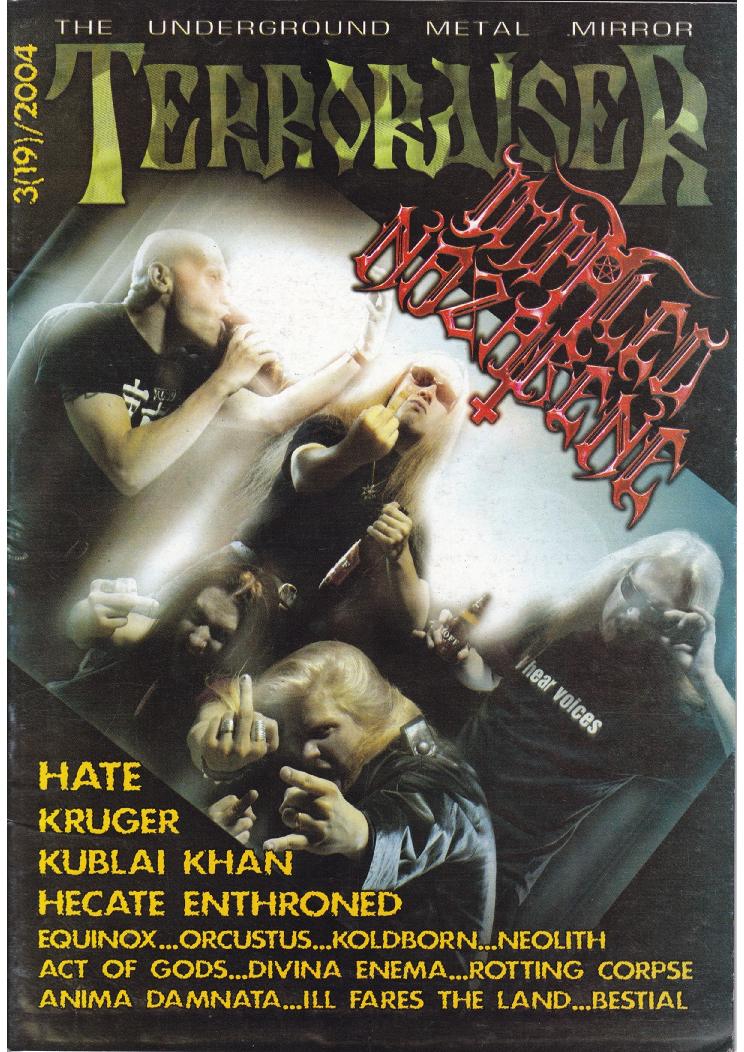 THE UNDERGROUND METAL MIRROR
TERRORAISER
3(19)/2004
IMPALED
NAZARENE
hear voices
HATE
KRUGER
KUBLAI KHAN
HECATE ENTHRONED
EQUINOX...ORCUSTUS...KOLDBORN...NEOLITH
ACT OF GODS...DIVINA ENEMA...ROTTING CORPSE
ANIMA DAMNATA...ILL FARES THE LAND...BESTIAL